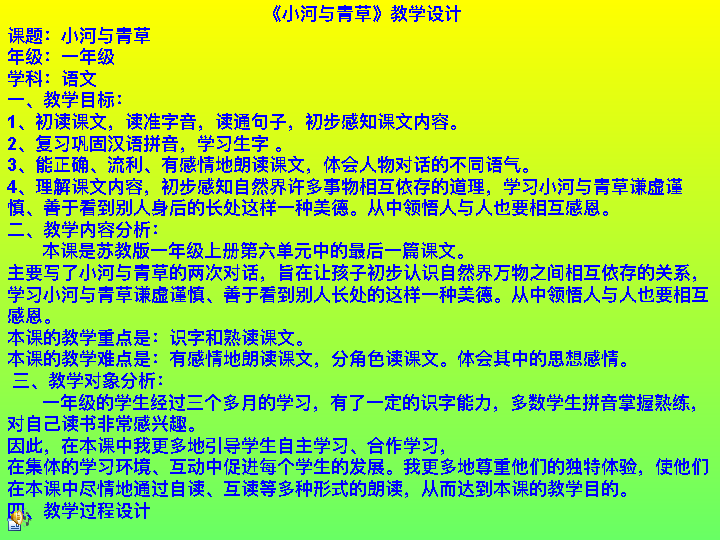 《小河与青草》教学设计
课题：小河与青草
年级：一年级
学科：语文
一、教学目标：
1、初读课文，读准字音，读通句子，初步感知课文内容。
2、复习巩固汉语拼音，学习生字 。
3、能正确、流利、有感情地朗读课文，体会人物对话的不同语气。
4、理解课文内容，初步感知自然界许多事物相互依存的道理，学习小河与青草谦虚谨
慎、善于看到别人身后的长处这样一种美德。从中领悟人与人也要相互感恩。
二、教学内容分析：
本课是苏教版一年级上册第六单元中的最后一篇课文。
主要写了小河与青草的两次对话，旨在让孩子初步认识自然界万物之间相互依存的关系，
学习小河与青草谦虚谨慎、善于看到别人长处的这样一种美德。从中领悟人与人也要相互
感恩。
本课的教学重点是：识字和熟读课文。
本课的教学难点是：有感情地朗读课文，分角色读课文。体会其中的思想感情。
三、教学对象分析：
一年级的学生经过三个多月的学习，有了一定的识字能力，多数学生拼音掌握熟练，
对自己读书非常感兴趣。
因此，在本课中我更多地引导学生自主学习、合作学习，
在集体的学习环境、互动中促进每个学生的发展。我更多地尊重他们的独特体验，使他们
在本课中尽情地通过自读、互读等多种形式的朗读，从而达到本课的教学目的。
四、教学过程设计